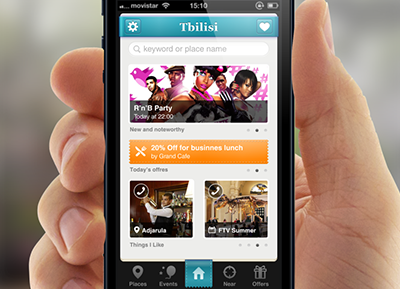 movistar 15:10
Tbilisi
keyword or place name
R'n'B Party
Today at 22:00
New and noteworthy
20% Off for businnes lunch
by Grand Cafe
Today's offres
Adjarula
FTV Summer
Things I Like
Places Events Near Offers